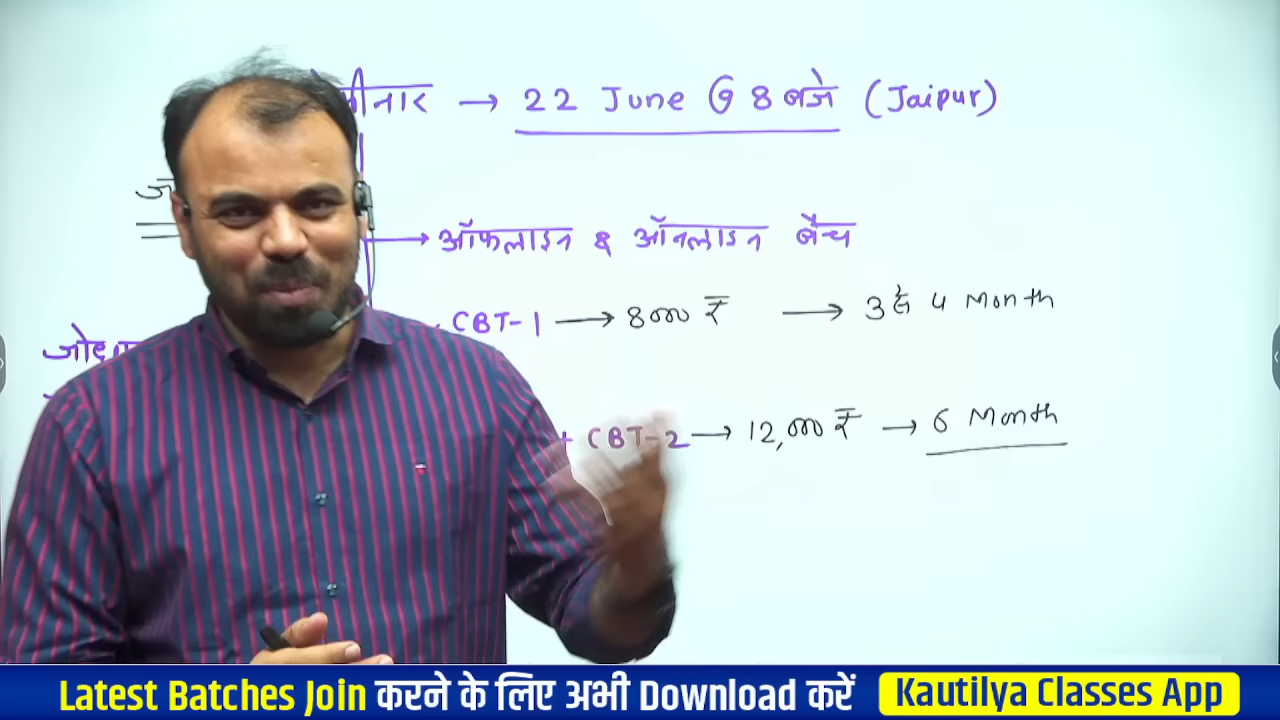 → 22 June @ 8 बजे (Jaipur)
→ ऑफलाइन & ऑनलाइन बैच
CBT-1 → 8000 ₹ → 3 से 4 Month
+ CBT-2 → 12,000 ₹ → 6 Month
Latest Batches Join करने के लिए अभी Download करें Kautilya Classes App